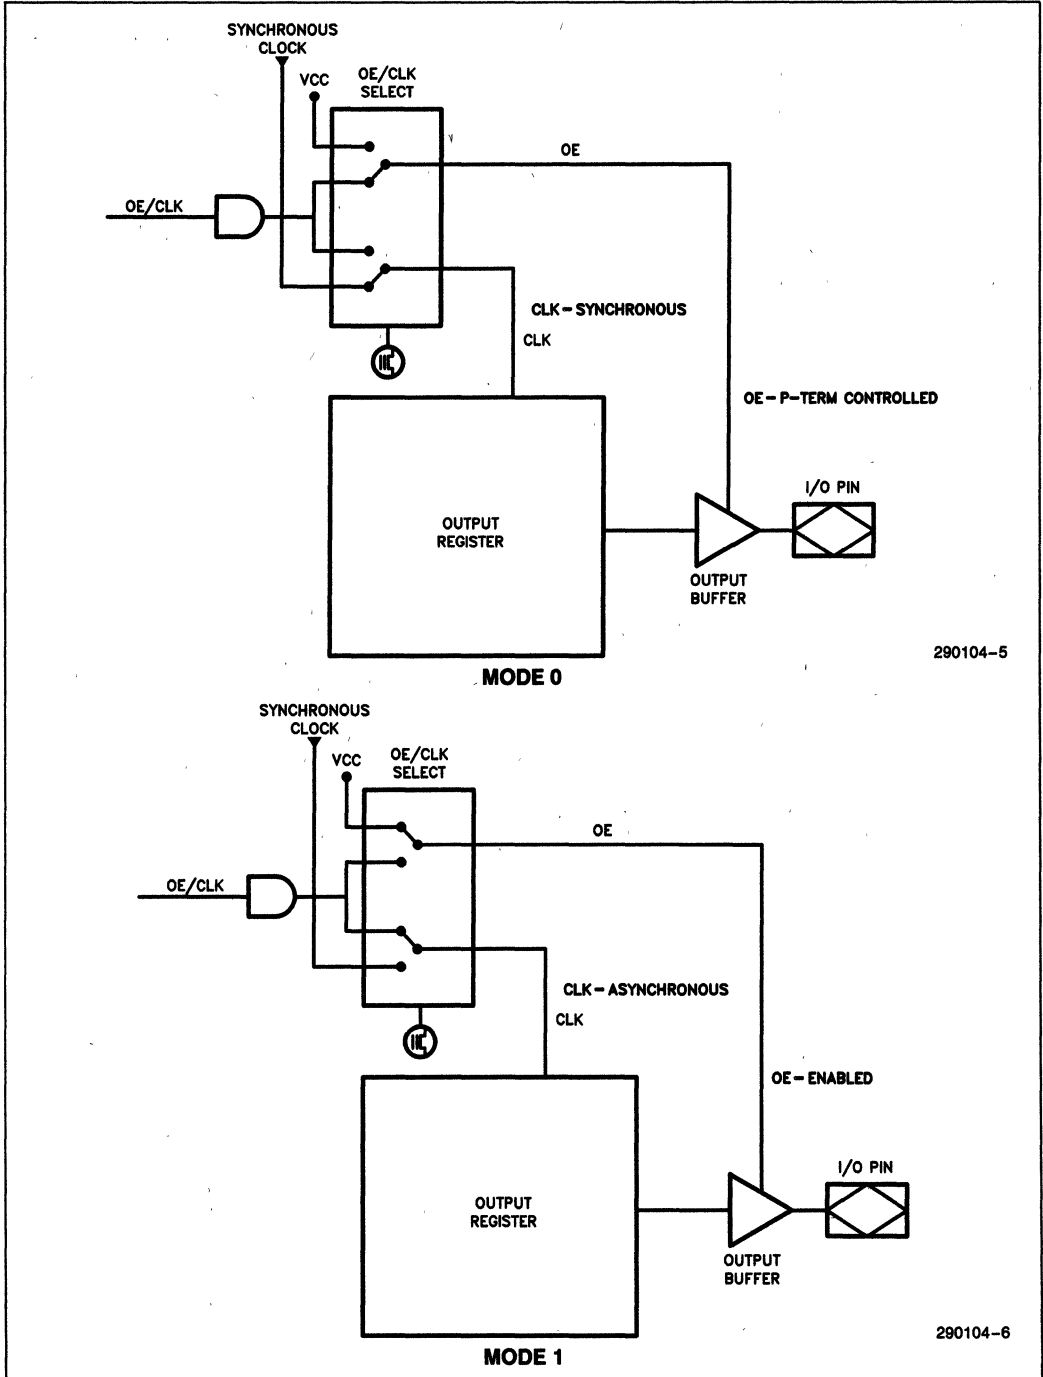 SYNCHRONOUS
CLOCK
VCC
OE/CLK
SELECT
OE
OE/CLK
CLK-SYNCHRONOUS
CLK
OE-P-TERM CONTROLLED
I/O PIN
OUTPUT
REGISTER
OUTPUT
BUFFER
290104-5
MODE 0
SYNCHRONOUS
CLOCK
VCC
OE/CLK
SELECT
OE
OE/CLK
CLK-ASYNCHRONOUS
CLK
OE-ENABLED
I/O PIN
OUTPUT
REGISTER
OUTPUT
BUFFER
290104-6
MODE 1